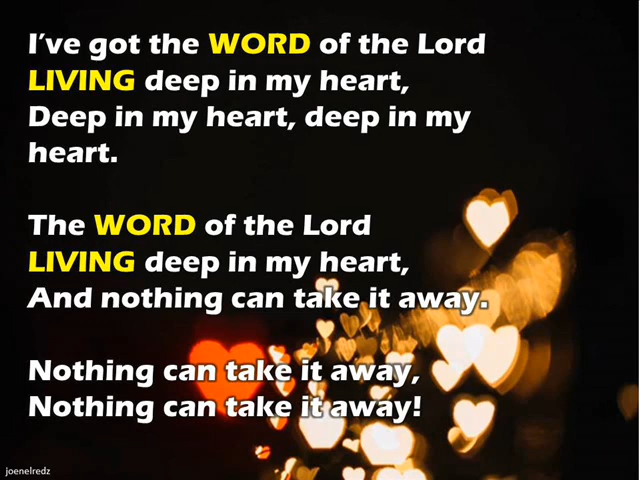 I've got the WORD of the Lord
LIVING deep in my heart,
Deep in my heart, deep in my
heart.
The WORD of the Lord
LIVING deep in my heart,
And nothing can take it away.
Nothing can take it away,
Nothing can take it away!
joenelredz